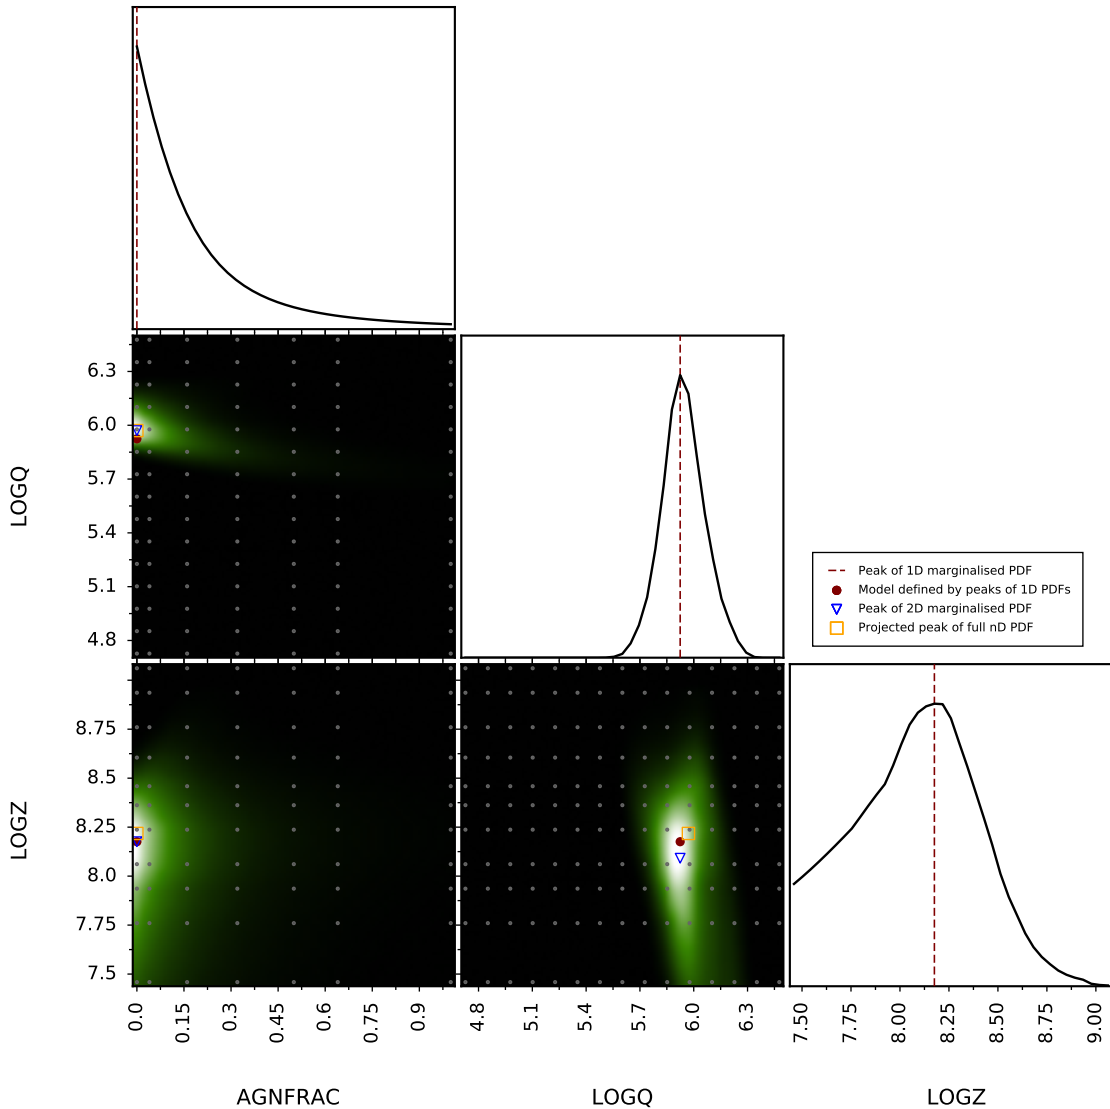 6.3
6.0
5.7
5.4
5.1
4.8
LOGQ
Peak of 1D marginalised PDF
Model defined by peaks of 1D PDFs
Peak of 2D marginalised PDF
Projected peak of full nD PDF
8.75
8.5
8.25
8.0
7.75
7.5
LOGZ
0.0 0.15 0.3 0.45 0.6 0.75 0.9
4.8 5.1 5.4 5.7 6.0 6.3
7.50 7.75 8.00 8.25 8.50 8.75 9.00
AGNFRAC LOGQ LOGZ